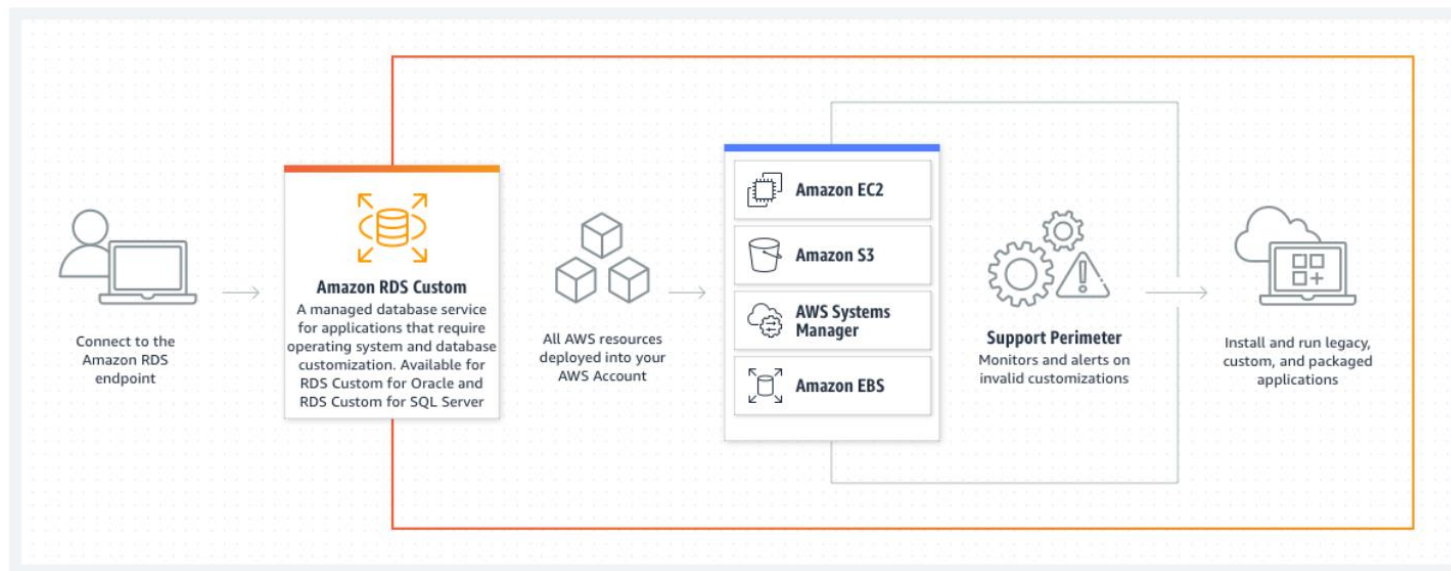 Connect to the
Amazon RDS
endpoint
Amazon RDS Custom
A managed database service
for applications that require
operating system and database
customization. Available for
RDS Custom for Oracle and
RDS Custom for SQL Server
All AWS resources
deployed into your
AWS Account
Amazon EC2
Amazon S3
AWS Systems
Manager
Amazon EBS
Support Perimeter
Monitors and alerts on
invalid customizations
Install and run legacy,
custom, and packaged
applications